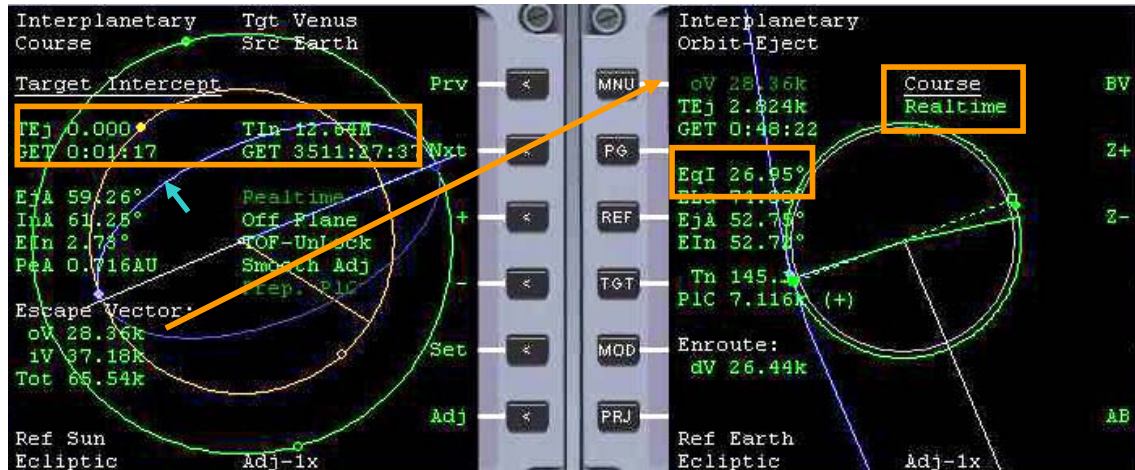 Interplanetary Tgt Venus
Course Src Earth
Target Intercept Prv
TEj 0.000 TIn 12.64M
GET 0:01:17 GET 3511:27:37 Nxt
EjA 59.26° Realtime
InA 61.25° Off Plane +
EIn 2.73° TOF-UnLock
PeA 0.716AU Smooth Adj -
Prep. PlC
Escape Vector:
oV 28.36k
iV 37.18k Set
Tot 65.54k
Adj
Ref Sun
Ecliptic Adj-1x
< MNU
< PG
< REF
< TGT
< MOD
< PRJ
Interplanetary
Orbit-Eject
oV 28.36k Course BV
TEj 2.824k Realtime
GET 0:48:22
Z+
EqI 26.95°
EjA 52.75° Z-
EIn
Tn 145.
PlC 7.116k (+)
Enroute:
dV 26.44k
AB
Ref Earth
Ecliptic Adj-1x